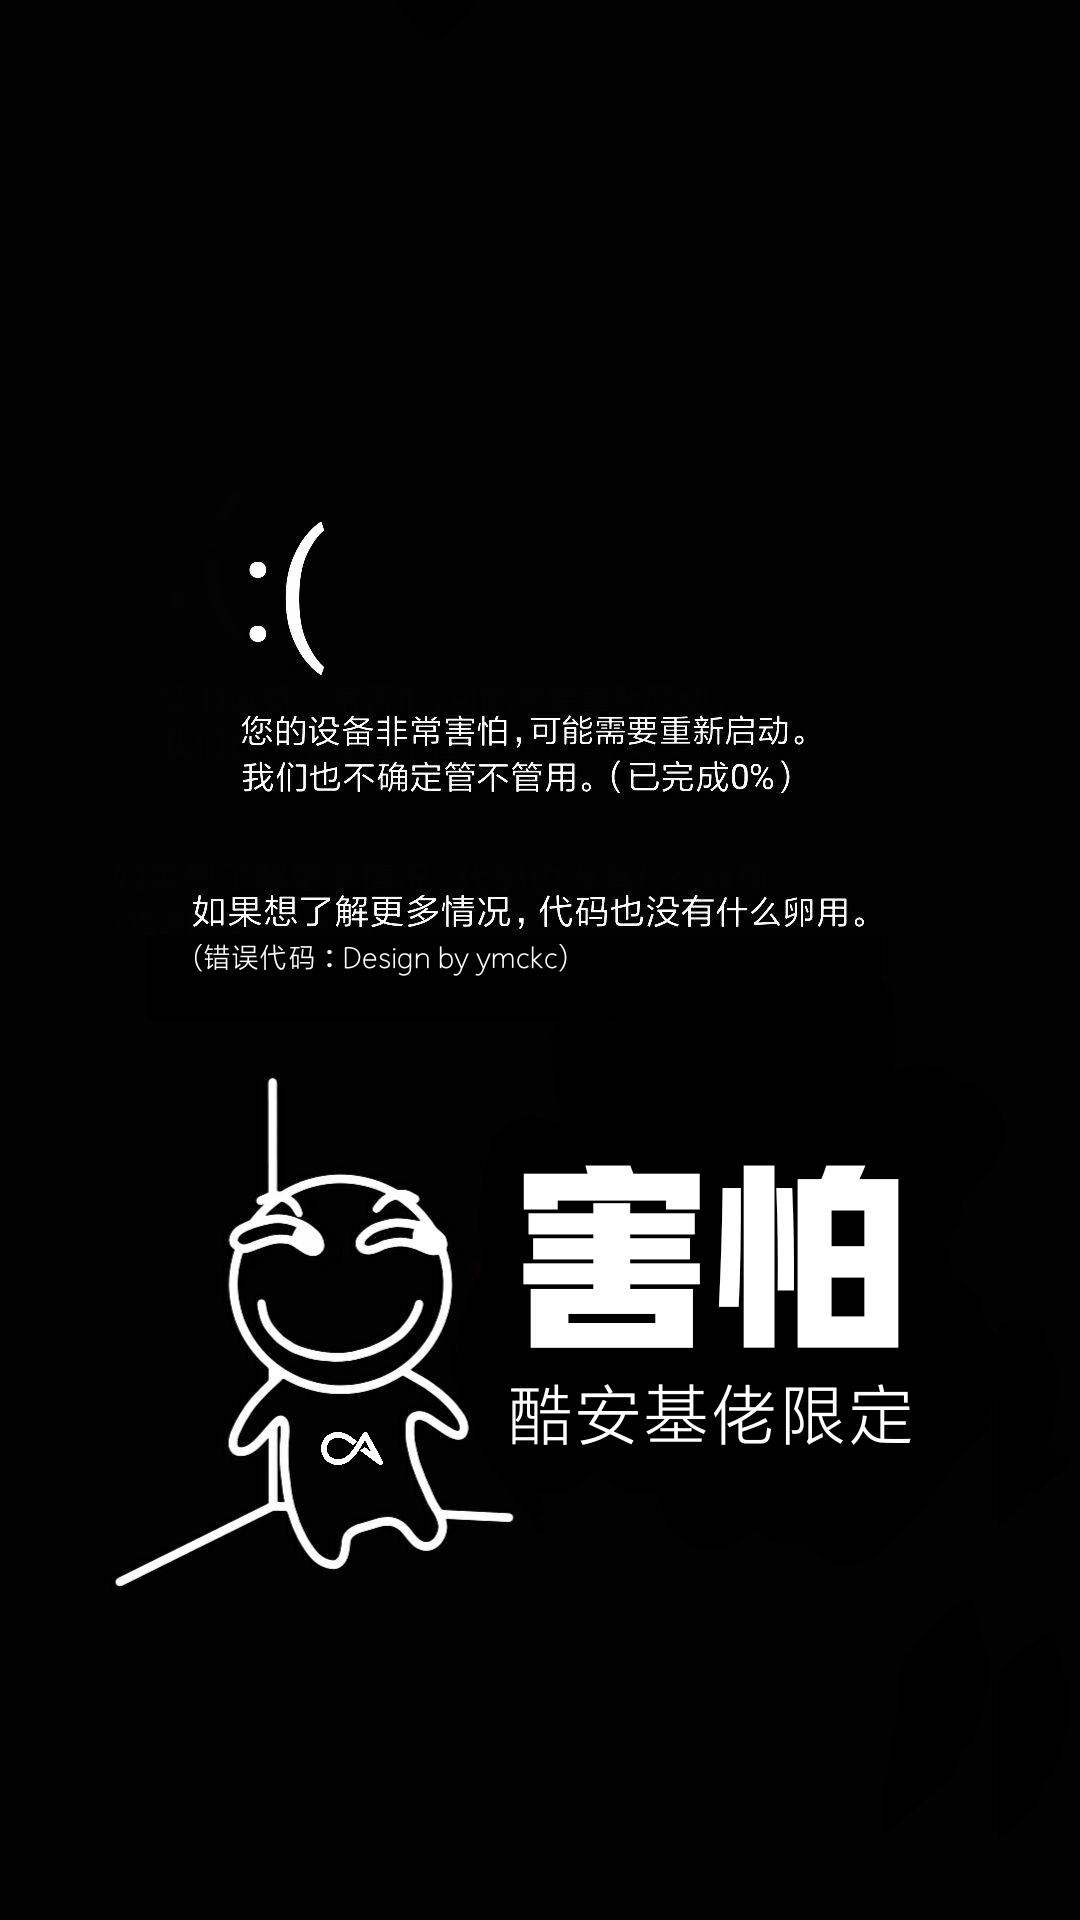 :(
您的设备非常害怕,可能需要重新启动。
我们也不确定管不管用。(已完成0%)
如果想了解更多情况,代码也没有什么卵用。
(错误代码:Design by ymckc)
害怕
酷安基佬限定
CA